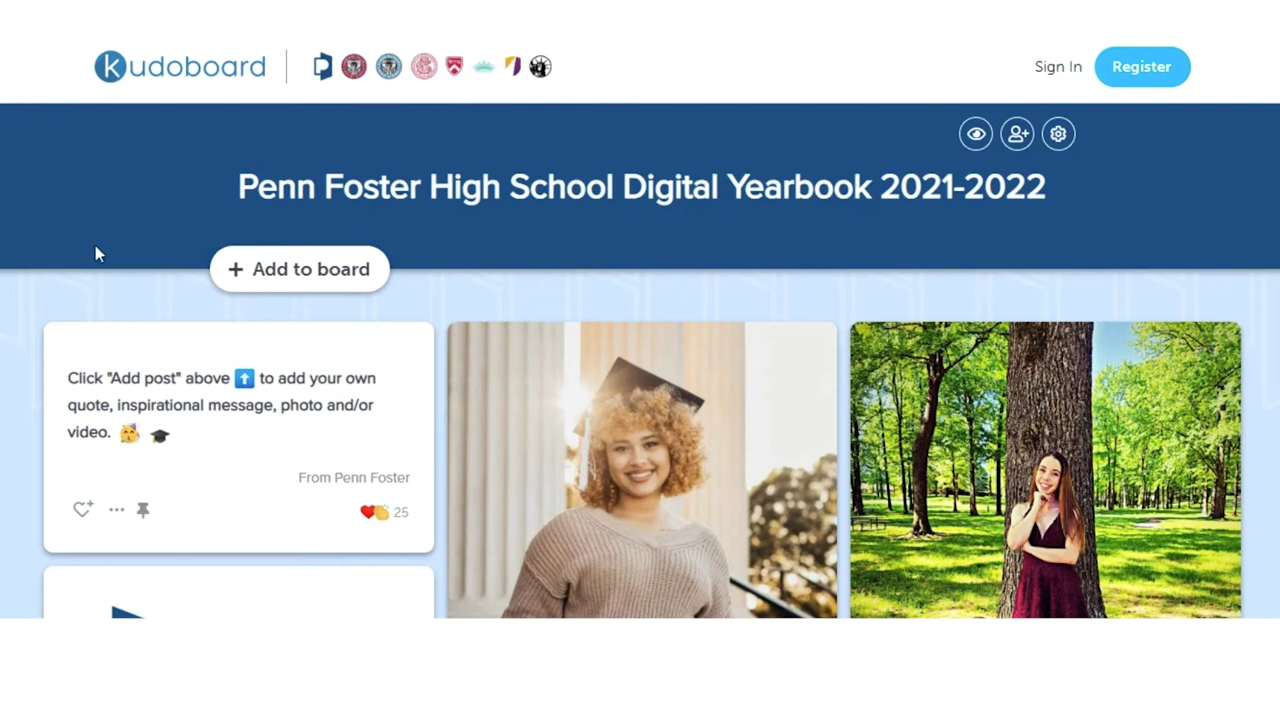 kudoboard
Sign In
Register
Penn Foster High School Digital Yearbook 2021-2022
+ Add to board
Click "Add post" above ⬆️ to add your own
quote, inspirational message, photo and/or
video. 🥳 🎓
From Penn Foster
25